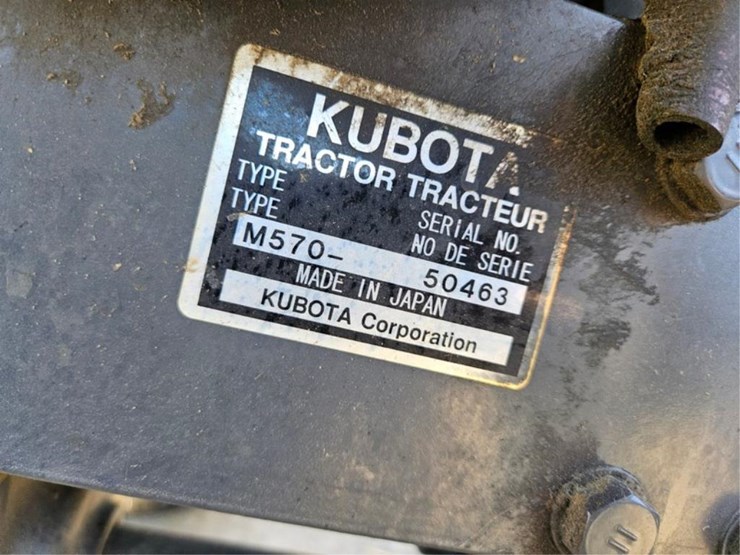 KUBOTA
TRACTOR TRACTEUR
TYPE SERIAL NO.
TYPE NO DE SERIE
M570- 50463
MADE IN JAPAN
KUBOTA Corporation